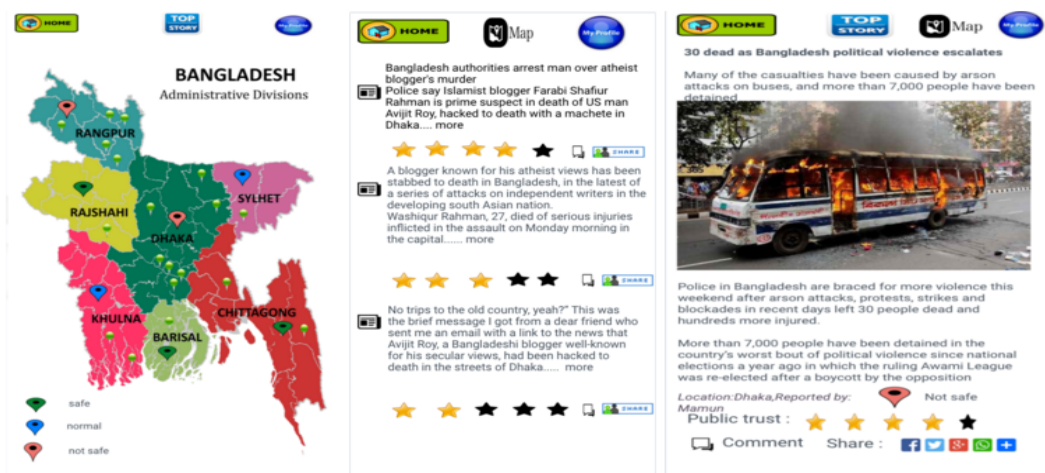 HOME
TOP
STORY
My Profile
BANGLADESH
Administrative Divisions
RANGPUR
RAJSHAHI
SYLHET
DHAKA
KHULNA
CHITTAGONG
BARISAL
safe
normal
not safe
HOME
Map
My Profile
Bangladesh authorities arrest man over atheist
blogger's murder
Police say Islamist blogger Farabi Shafiur
Rahman is prime suspect in death of US man
Avijit Roy, hacked to death with a machete in
Dhaka.... more
SHARE
A blogger known for his atheist views has been
stabbed to death in Bangladesh, in the latest of
a series of attacks on independent writers in the
developing south Asian nation.
Washiqur Rahman, 27, died of serious injuries
inflicted in the assault on Monday morning in
the capital...... more
SHARE
No trips to the old country, yeah?" This was
the brief message I got from a dear friend who
sent me an email with a link to the news that
Avijit Roy, a Bangladeshi blogger well-known
for his secular views, had been hacked to
death in the streets of Dhaka..... more
SHARE
HOME
TOP
STORY
Map
My Profile
30 dead as Bangladesh political violence escalates
Many of the casualties have been caused by arson
attacks on buses, and more than 7,000 people have been
detained
Police in Bangladesh are braced for more violence this
weekend after arson attacks, protests, strikes and
blockades in recent days left 30 people dead and
hundreds more injured.
More than 7,000 people have been detained in the
country's worst bout of political violence since national
elections a year ago in which the ruling Awami League
was re-elected after a boycott by the opposition
Location:Dhaka,Reported by:
Mamun
Not safe
Public trust :
Comment
Share :